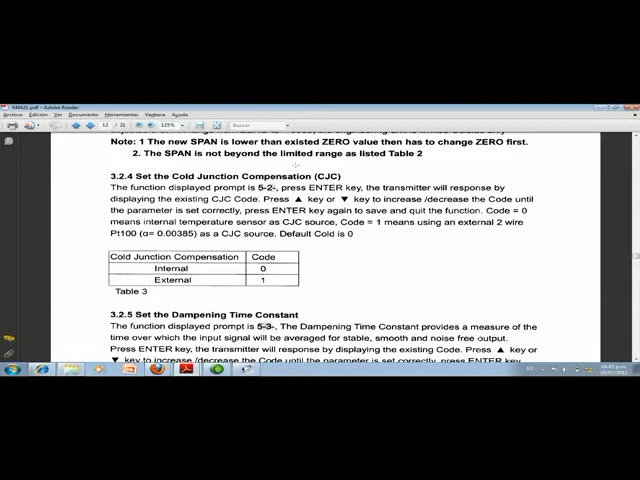 M4421.pdf - Adobe Reader
Archivo Edición Ver Documento Herramientas Ventana Ayuda
12 / 21 125% Buscar
Note: 1 The new SPAN is lower than existed ZERO value then has to change ZERO first.
2. The SPAN is not beyond the limited range as listed Table 2
3.2.4 Set the Cold Junction Compensation (CJC)
The function displayed prompt is 5-2-, press ENTER key, the transmitter will response by
displaying the existing CJC Code. Press ▲ key or ▼ key to increase /decrease the Code until
the parameter is set correctly, press ENTER key again to save and quit the function. Code = 0
means internal temperature sensor as CJC source, Code = 1 means using an external 2 wire
Pt100 (α= 0.00385) as a CJC source. Default Cold is 0
Cold Junction Compensation Code
Internal 0
External 1
Table 3
3.2.5 Set the Dampening Time Constant
The function displayed prompt is 5-3-, The Dampening Time Constant provides a measure of the
time over which the input signal will be averaged for stable, smooth and noise free output.
Press ENTER key, the transmitter will response by displaying the existing Code. Press ▲ key or
▼ key to increase /decrease the Code until the parameter is set correctly, press ENTER key